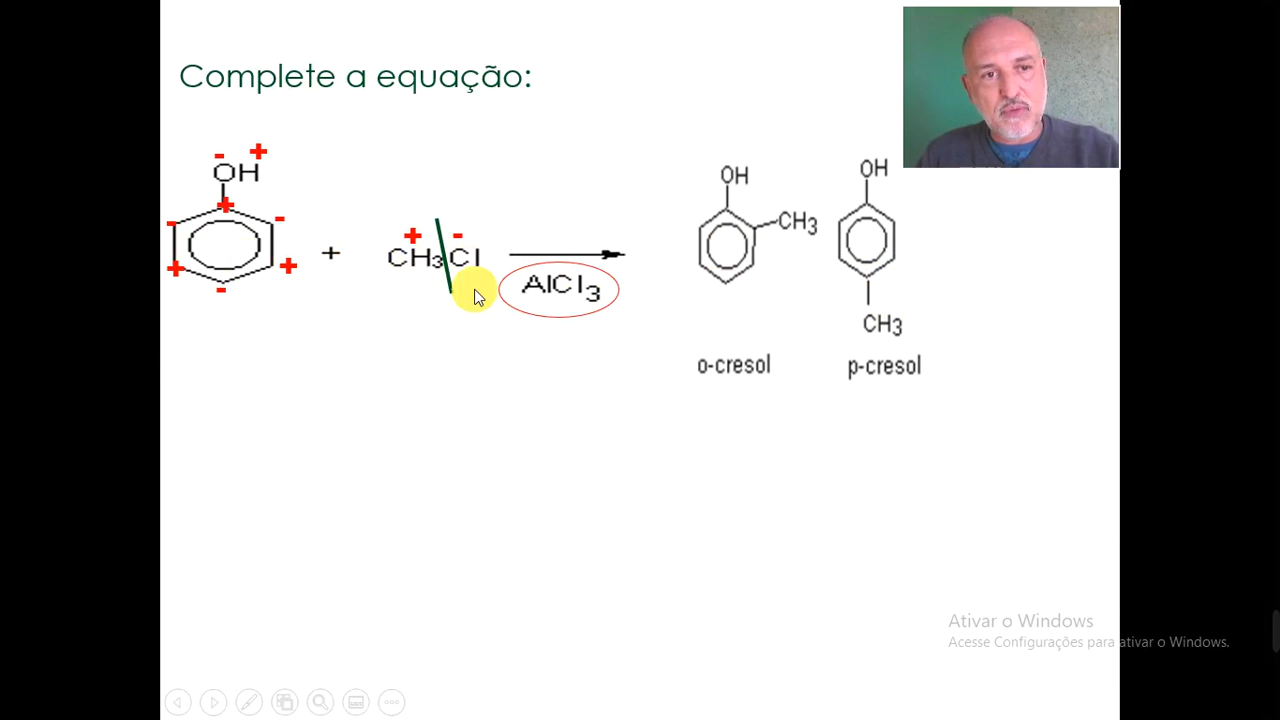 Complete a equação:
- +
OH
+
- -
+ +
-
+
+ -
CH₃Cl
AlCl₃
OH
CH₃
o-cresol
OH
CH₃
p-cresol
Ativar o Windows
Acesse Configurações para ativar o Windows.